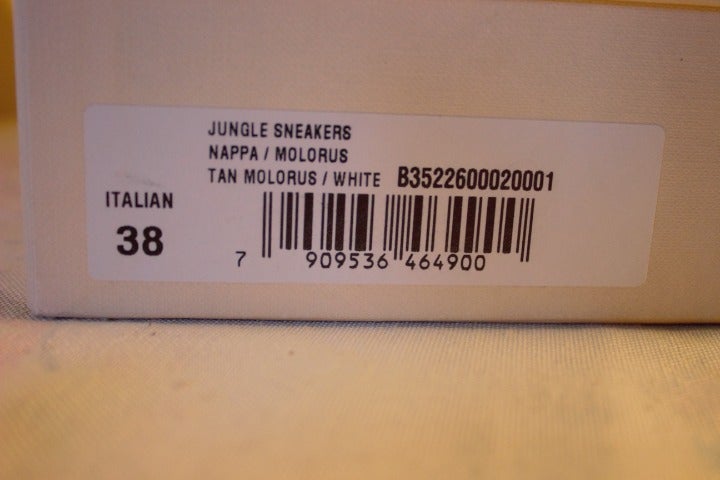 JUNGLE SNEAKERS
NAPPA / MOLORUS
TAN MOLORUS / WHITE B3522600020001
ITALIAN
38
7 909536 464900